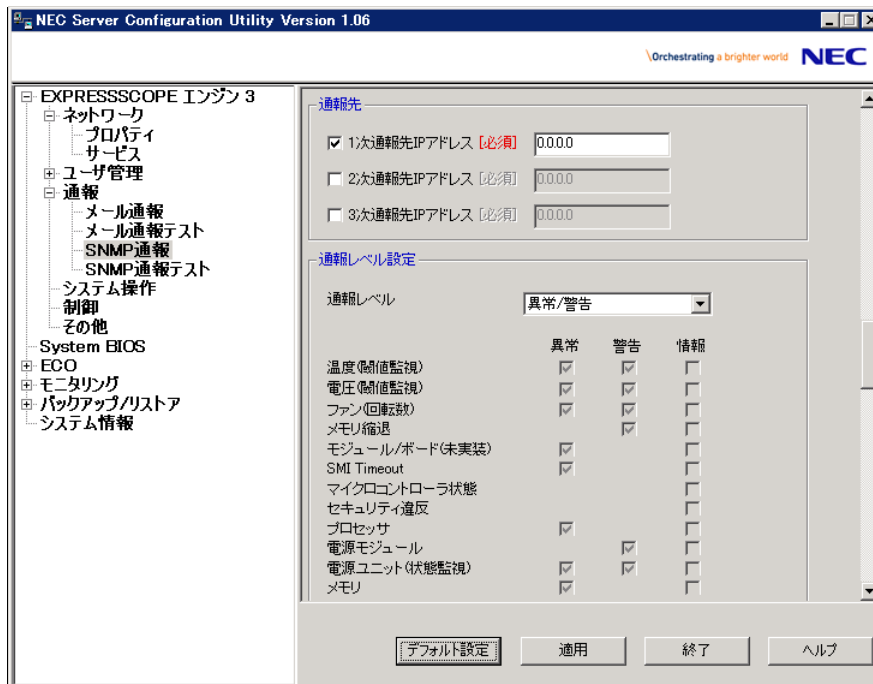 NEC Server Configuration Utility Version 1.06
\Orchestrating a brighter world NEC
EXPRESSSCOPE エンジン 3
ネットワーク
プロパティ
サービス
ユーザ管理
通報
メール通報
メール通報テスト
SNMP通報
SNMP通報テスト
システム操作
制御
その他
System BIOS
ECO
モニタリング
バックアップ/リストア
システム情報
通報先
1次通報先IPアドレス [必須] 0.0.0.0
2次通報先IPアドレス [必須] 0.0.0.0
3次通報先IPアドレス [必須] 0.0.0.0
通報レベル設定
通報レベル 異常/警告
異常 警告 情報
温度(閾値監視)
電圧(閾値監視)
ファン(回転数)
メモリ縮退
モジュール/ボード(未実装)
SMI Timeout
マイクロコントローラ状態
セキュリティ違反
プロセッサ
電源モジュール
電源ユニット(状態監視)
メモリ
デフォルト設定 適用 終了 ヘルプ